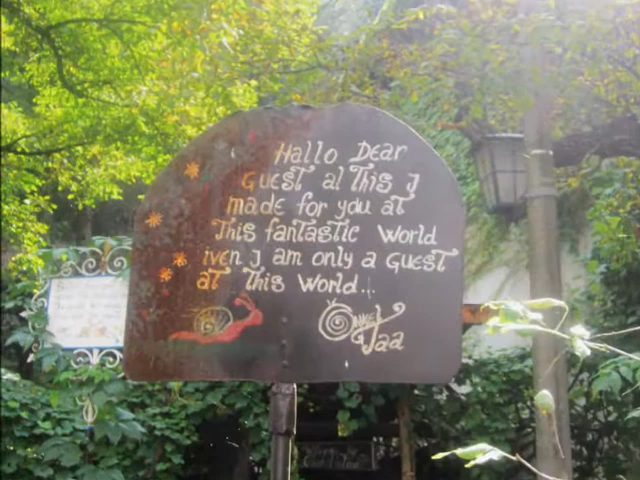 Hallo Dear
Guest al This J
made for you at
This fantastic World
iven J am only a Guest
at This World...
Jaa